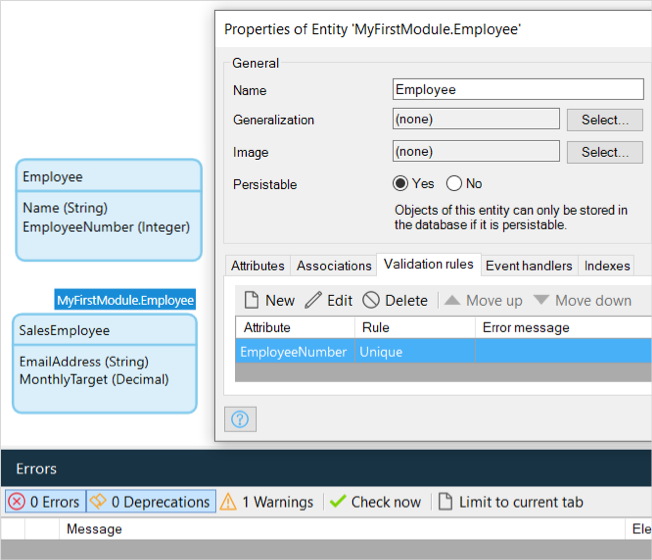 Properties of Entity 'MyFirstModule.Employee'
General
Name Employee
Generalization (none) Select...
Image (none) Select...
Persistable Yes No
Objects of this entity can only be stored in
the database if it is persistable.
Employee
Name (String)
EmployeeNumber (Integer)
MyFirstModule.Employee
SalesEmployee
EmailAddress (String)
MonthlyTarget (Decimal)
Attributes Associations Validation rules Event handlers Indexes
New Edit Delete Move up Move down
Attribute Rule Error message
EmployeeNumber Unique
?
Errors
0 Errors 0 Deprecations 1 Warnings Check now Limit to current tab
Message Ele